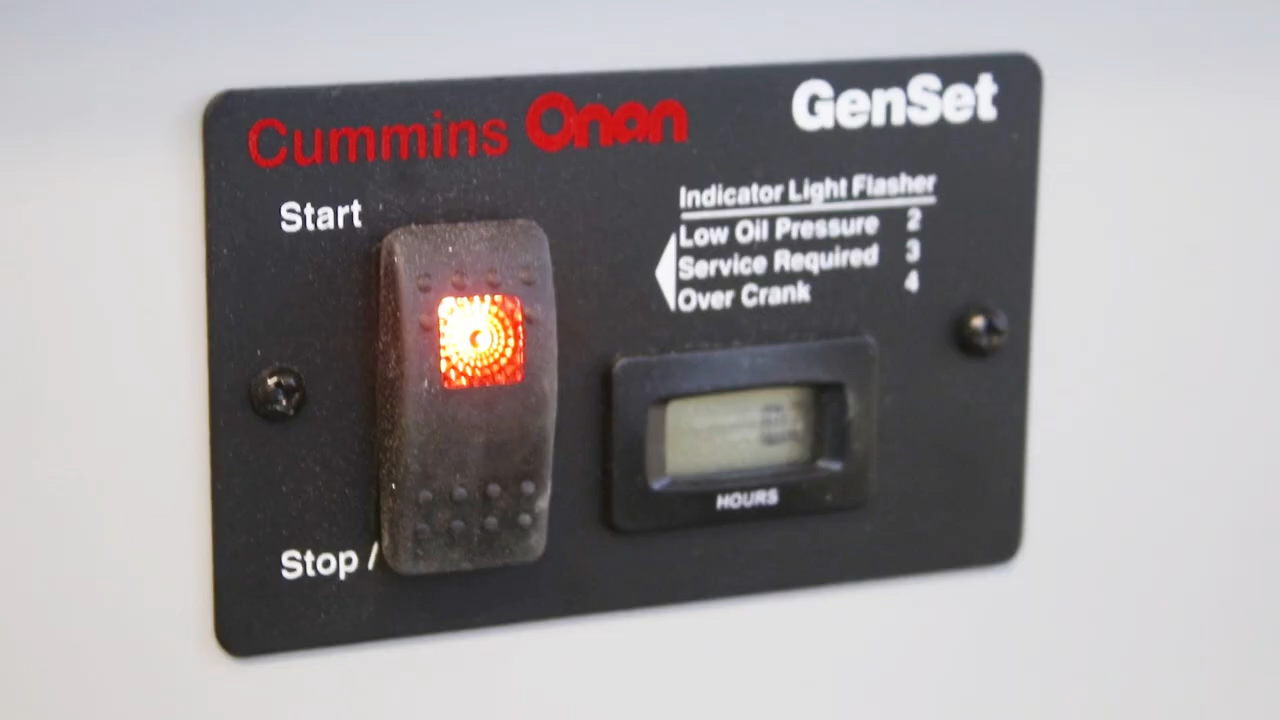 Cummins Onan
GenSet
Start
Indicator Light Flasher
Low Oil Pressure 2
Service Required 3
Over Crank 4
HOURS
Stop /